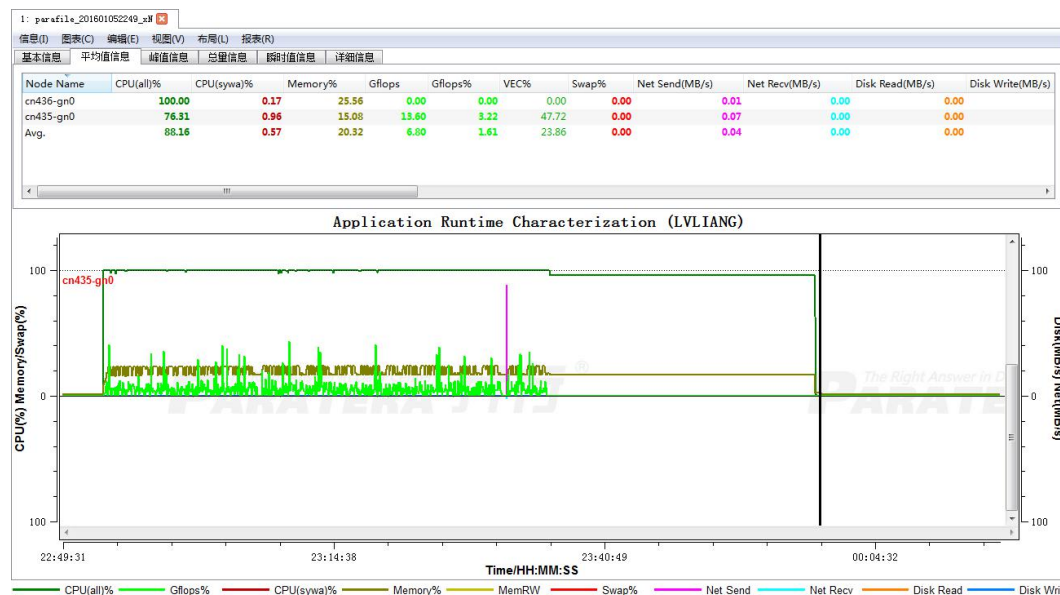 1: parafile_201601052249_xN
信息(I) 图表(C) 编辑(E) 视图(V) 布局(L) 报表(R)
基本信息 平均值信息 峰值信息 总量信息 瞬时值信息 详细信息
Node Name CPU(all)% CPU(sywa)% Memory% Gflops Gflops% VEC% Swap% Net Send(MB/s) Net Recv(MB/s) Disk Read(MB/s) Disk Write(MB/s)
cn436-gn0 100.00 0.17 25.56 0.00 0.00 0.00 0.00 0.01 0.00 0.00
cn435-gn0 76.31 0.96 15.08 13.60 3.22 47.72 0.00 0.07 0.00 0.00
Avg. 88.16 0.57 20.32 6.80 1.61 23.86 0.00 0.04 0.00 0.00
Application Runtime Characterization (LVLIANG)
cn435-gn0
100
0
100
CPU(%) Memory/Swap(%)
100
0
100
The Right Answer in D
PARATE
22:49:31 23:14:38 23:40:49 00:04:32
Time/HH:MM:SS
CPU(all)% Gflops% CPU(sywa)% Memory% MemRW Swap% Net Send Net Recv Disk Read Disk Wri